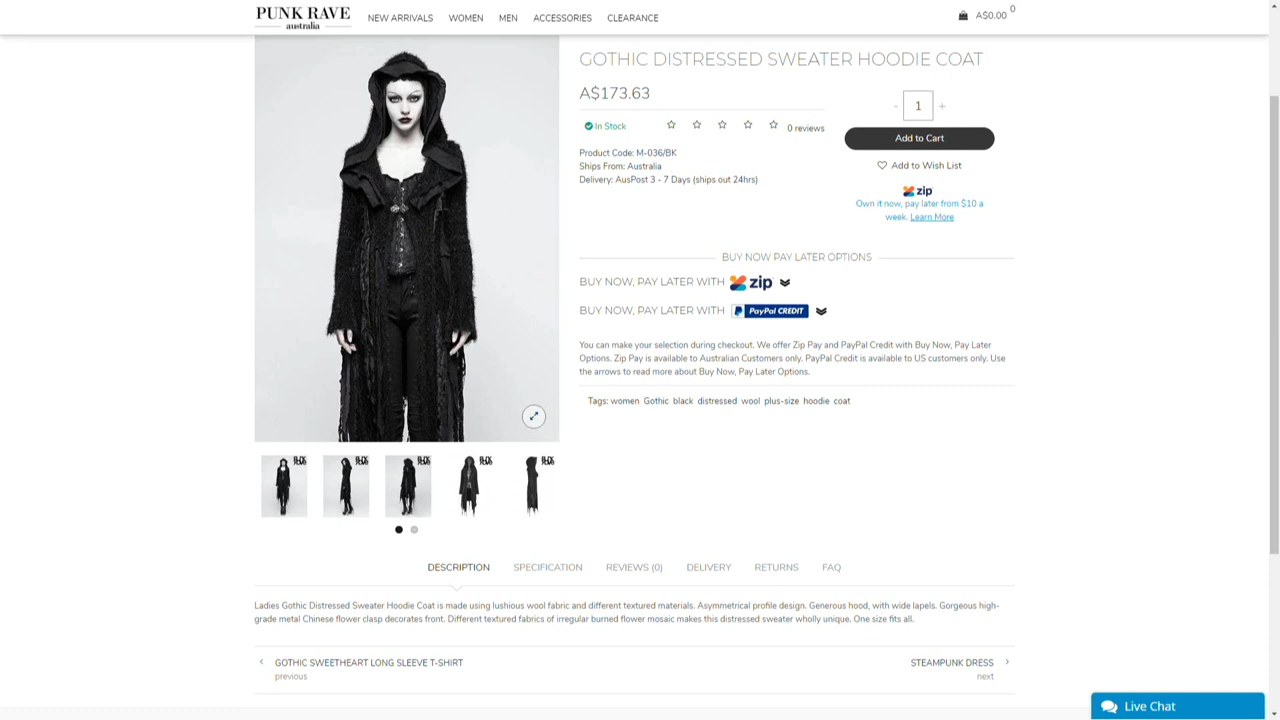 PUNK RAVE
australia
NEW ARRIVALS
WOMEN
MEN
ACCESSORIES
CLEARANCE
A$0.00
0
GOTHIC DISTRESSED SWEATER HOODIE COAT
A$173.63
- 1 +
In Stock
0 reviews
Add to Cart
Product Code: M-036/BK
Ships From: Australia
Delivery: AusPost 3 - 7 Days (ships out 24hrs)
Add to Wish List
zip
Own it now, pay later from $10 a
week. Learn More
BUY NOW PAY LATER OPTIONS
BUY NOW, PAY LATER WITH zip
BUY NOW, PAY LATER WITH PayPal CREDIT
You can make your selection during checkout. We offer Zip Pay and PayPal Credit with Buy Now, Pay Later
Options. Zip Pay is available to Australian Customers only. PayPal Credit is available to US customers only. Use
the arrows to read more about Buy Now, Pay Later Options.
Tags: women Gothic black distressed wool plus-size hoodie coat
DESCRIPTION
SPECIFICATION
REVIEWS (0)
DELIVERY
RETURNS
FAQ
Ladies Gothic Distressed Sweater Hoodie Coat is made using lushious wool fabric and different textured materials. Asymmetrical profile design. Generous hood, with wide lapels. Gorgeous high-
grade metal Chinese flower clasp decorates front. Different textured fabrics of irregular burned flower mosaic makes this distressed sweater wholly unique. One size fits all.
GOTHIC SWEETHEART LONG SLEEVE T-SHIRT
previous
STEAMPUNK DRESS
next
Live Chat